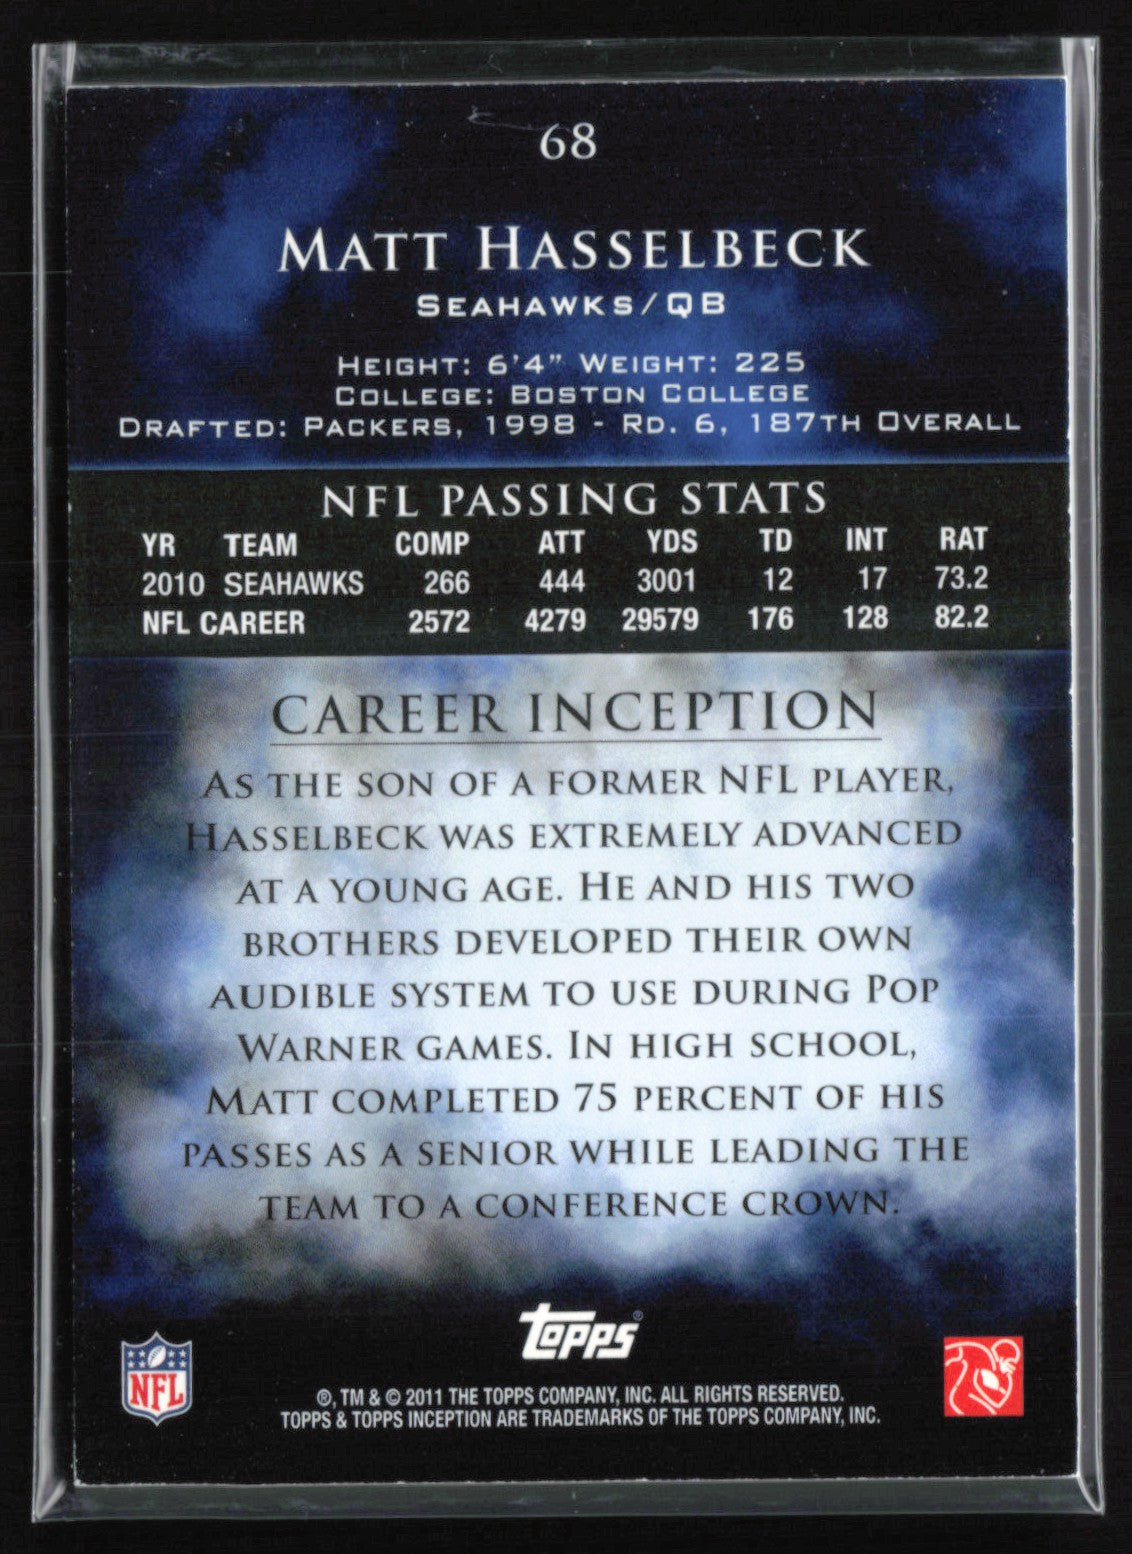 68
MATT HASSELBECK
SEAHAWKS/QB
HEIGHT: 6'4" WEIGHT: 225
COLLEGE: BOSTON COLLEGE
DRAFTED: PACKERS, 1998 - RD. 6, 187TH OVERALL
NFL PASSING STATS
YR TEAM COMP ATT YDS TD INT RAT
2010 SEAHAWKS 266 444 3001 12 17 73.2
NFL CAREER 2572 4279 29579 176 128 82.2
CAREER INCEPTION
AS THE SON OF A FORMER NFL PLAYER,
HASSELBECK WAS EXTREMELY ADVANCED
AT A YOUNG AGE. HE AND HIS TWO
BROTHERS DEVELOPED THEIR OWN
AUDIBLE SYSTEM TO USE DURING POP
WARNER GAMES. IN HIGH SCHOOL,
MATT COMPLETED 75 PERCENT OF HIS
PASSES AS A SENIOR WHILE LEADING THE
TEAM TO A CONFERENCE CROWN.
Topps®
NFL
®, TM & © 2011 THE TOPPS COMPANY, INC. ALL RIGHTS RESERVED.
TOPPS & TOPPS INCEPTION ARE TRADEMARKS OF THE TOPPS COMPANY, INC.